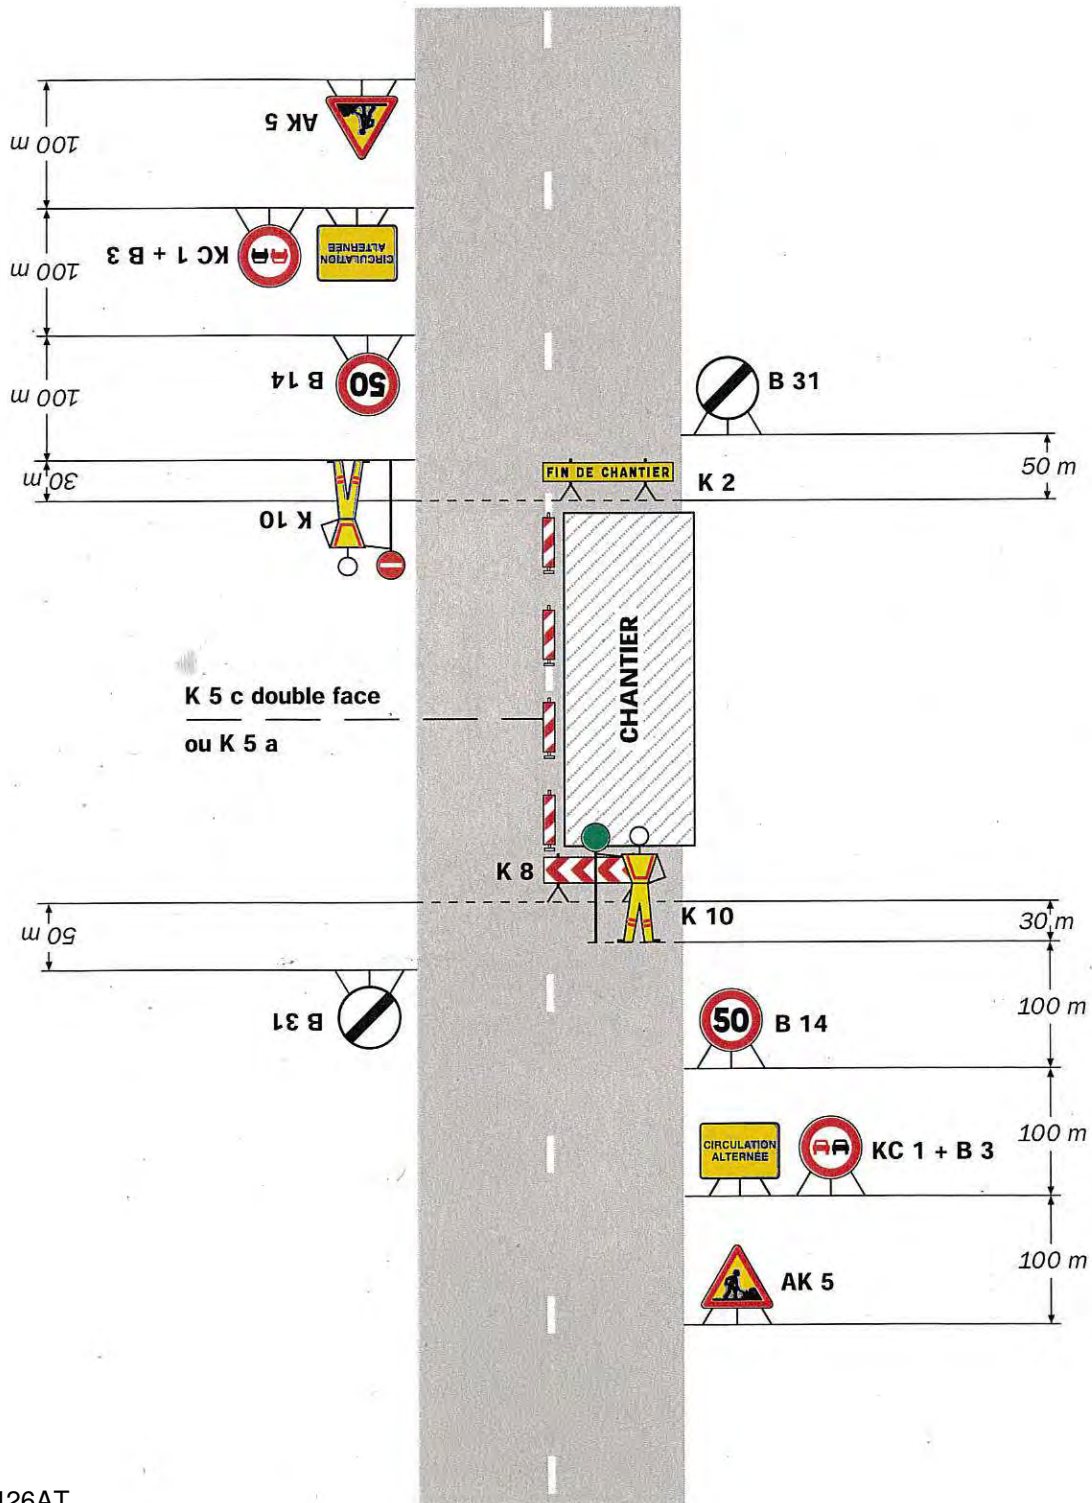 AK 5
100 m
KC 1 + B 3
CIRCULATION
ALTERNÉE
100 m
B 14
50
100 m
B 31
30 m
K 10
FIN DE CHANTIER
K 2
50 m
CHANTIER
K 5 c double face
ou K 5 a
K 8
K 10
30 m
50 m
B 31
50
B 14
100 m
CIRCULATION
ALTERNÉE
KC 1 + B 3
100 m
AK 5
100 m
126AT